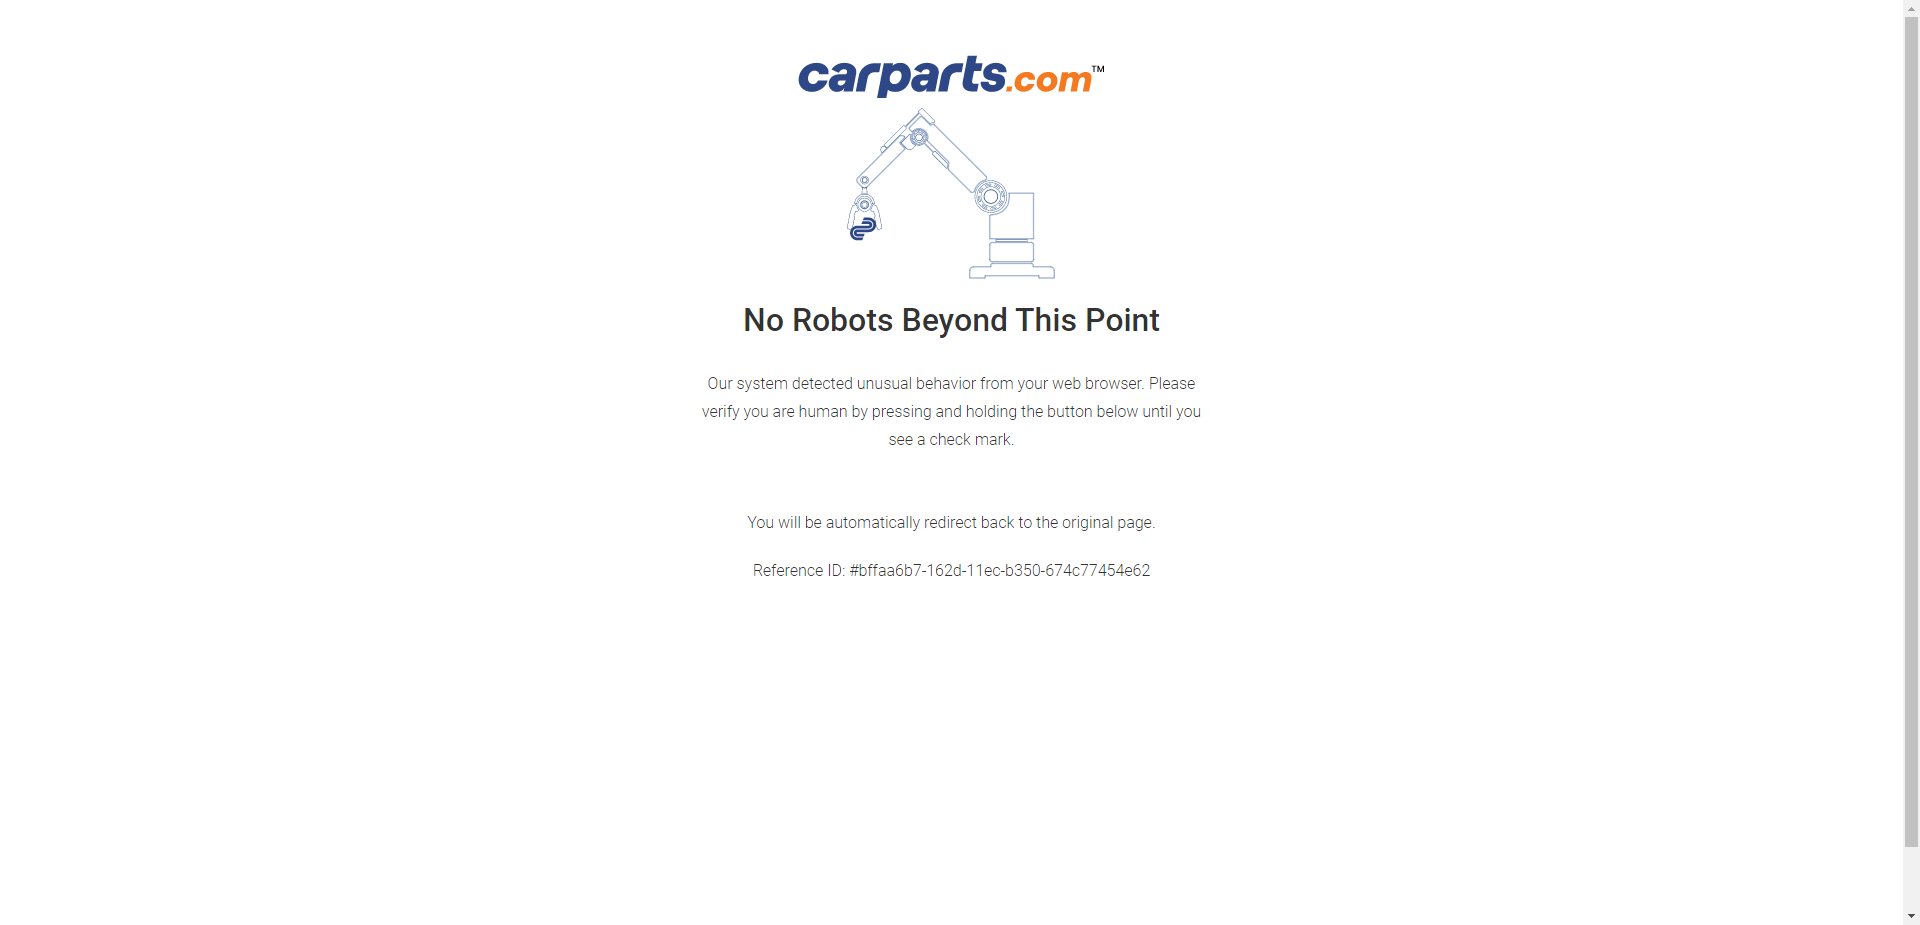 carparts.com™
No Robots Beyond This Point
Our system detected unusual behavior from your web browser. Please
verify you are human by pressing and holding the button below until you
see a check mark.
You will be automatically redirect back to the original page.
Reference ID: #bffaa6b7-162d-11ec-b350-674c77454e62